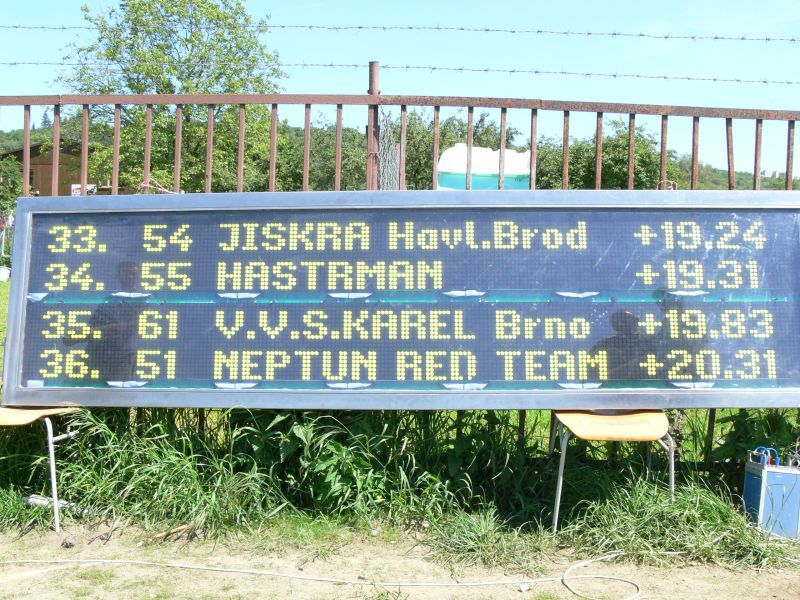 33. 54 JISKRA Havl.Brod +19.24
34. 55 HASTRMAN +19.31
35. 61 V.V.S.KAREL Brno +19.83
36. 51 NEPTUN RED TEAM +20.31